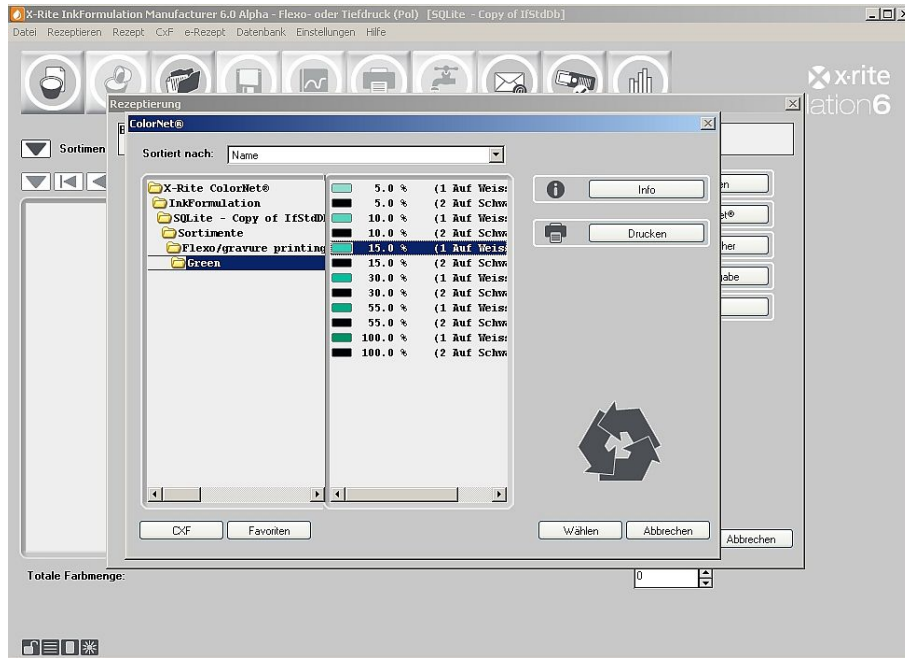 X-Rite InkFormulation Manufacturer 6.0 Alpha - Flexo- oder Tiefdruck (Pol) [SQLite - Copy of IfStdDb]
Datei Rezeptieren Rezept CxF e-Rezept Datenbank Einstellungen Hilfe
x·rite
lation6
Rezeptierung
ColorNet®
Sortimen
Sortiert nach: Name
X-Rite ColorNet®
InkFormulation
SQLite - Copy of IfStdD
Sortimente
Flexo/gravure printing
Green
5.0 % (1 Auf Weis
5.0 % (2 Auf Schw
10.0 % (1 Auf Weis
10.0 % (2 Auf Schw
15.0 % (1 Auf Weis
15.0 % (2 Auf Schw
30.0 % (1 Auf Weis
30.0 % (2 Auf Schw
55.0 % (1 Auf Weis
55.0 % (2 Auf Schw
100.0 % (1 Auf Weis
100.0 % (2 Auf Schw
Info
Drucken
en
et®
her
abe
CXF Favoriten Wählen Abbrechen
Abbrechen
Totale Farbmenge: 0